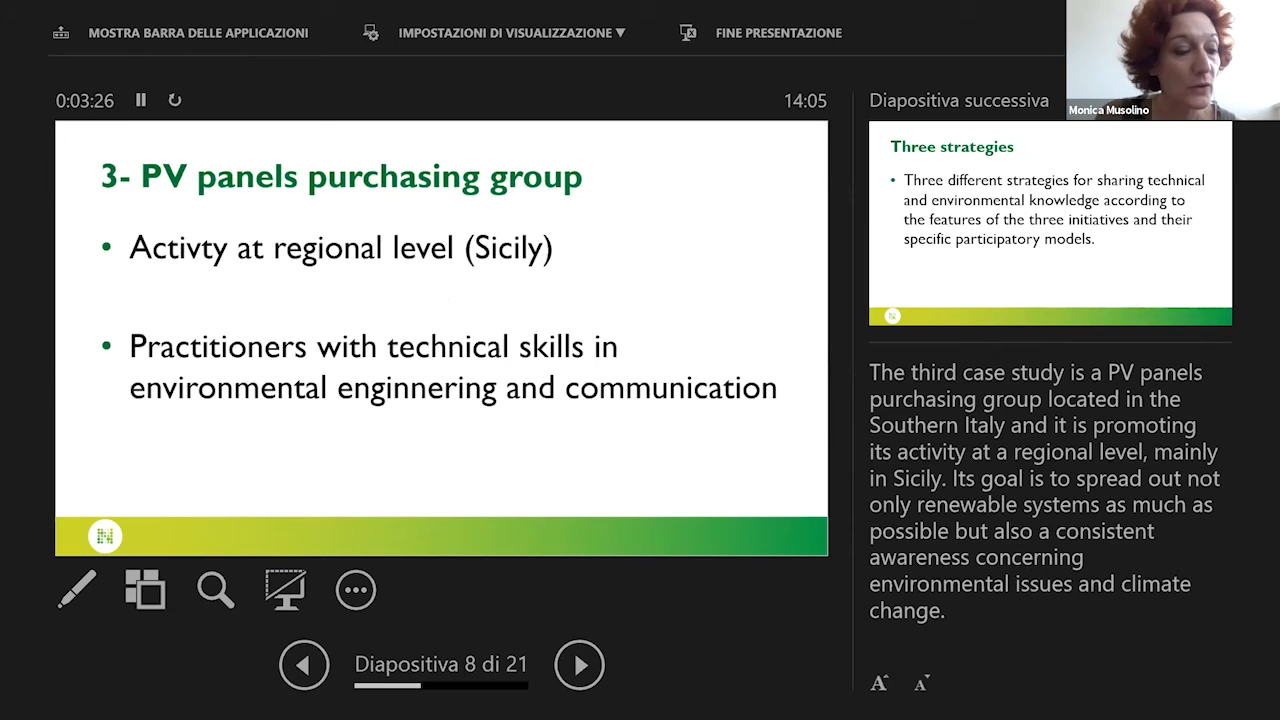 MOSTRA BARRA DELLE APPLICAZIONI
IMPOSTAZIONI DI VISUALIZZAZIONE ▼
FINE PRESENTAZIONE
0:03:26
14:05
3- PV panels purchasing group
• Activty at regional level (Sicily)
• Practitioners with technical skills in
environmental enginnering and communication
N
Diapositiva 8 di 21
Monica Musolino
Diapositiva successiva
Three strategies
• Three different strategies for sharing technical
and environmental knowledge according to
the features of the three initiatives and their
specific participatory models.
N
The third case study is a PV panels
purchasing group located in the
Southern Italy and it is promoting
its activity at a regional level, mainly
in Sicily. Its goal is to spread out not
only renewable systems as much as
possible but also a consistent
awareness concerning
environmental issues and climate
change.
A A